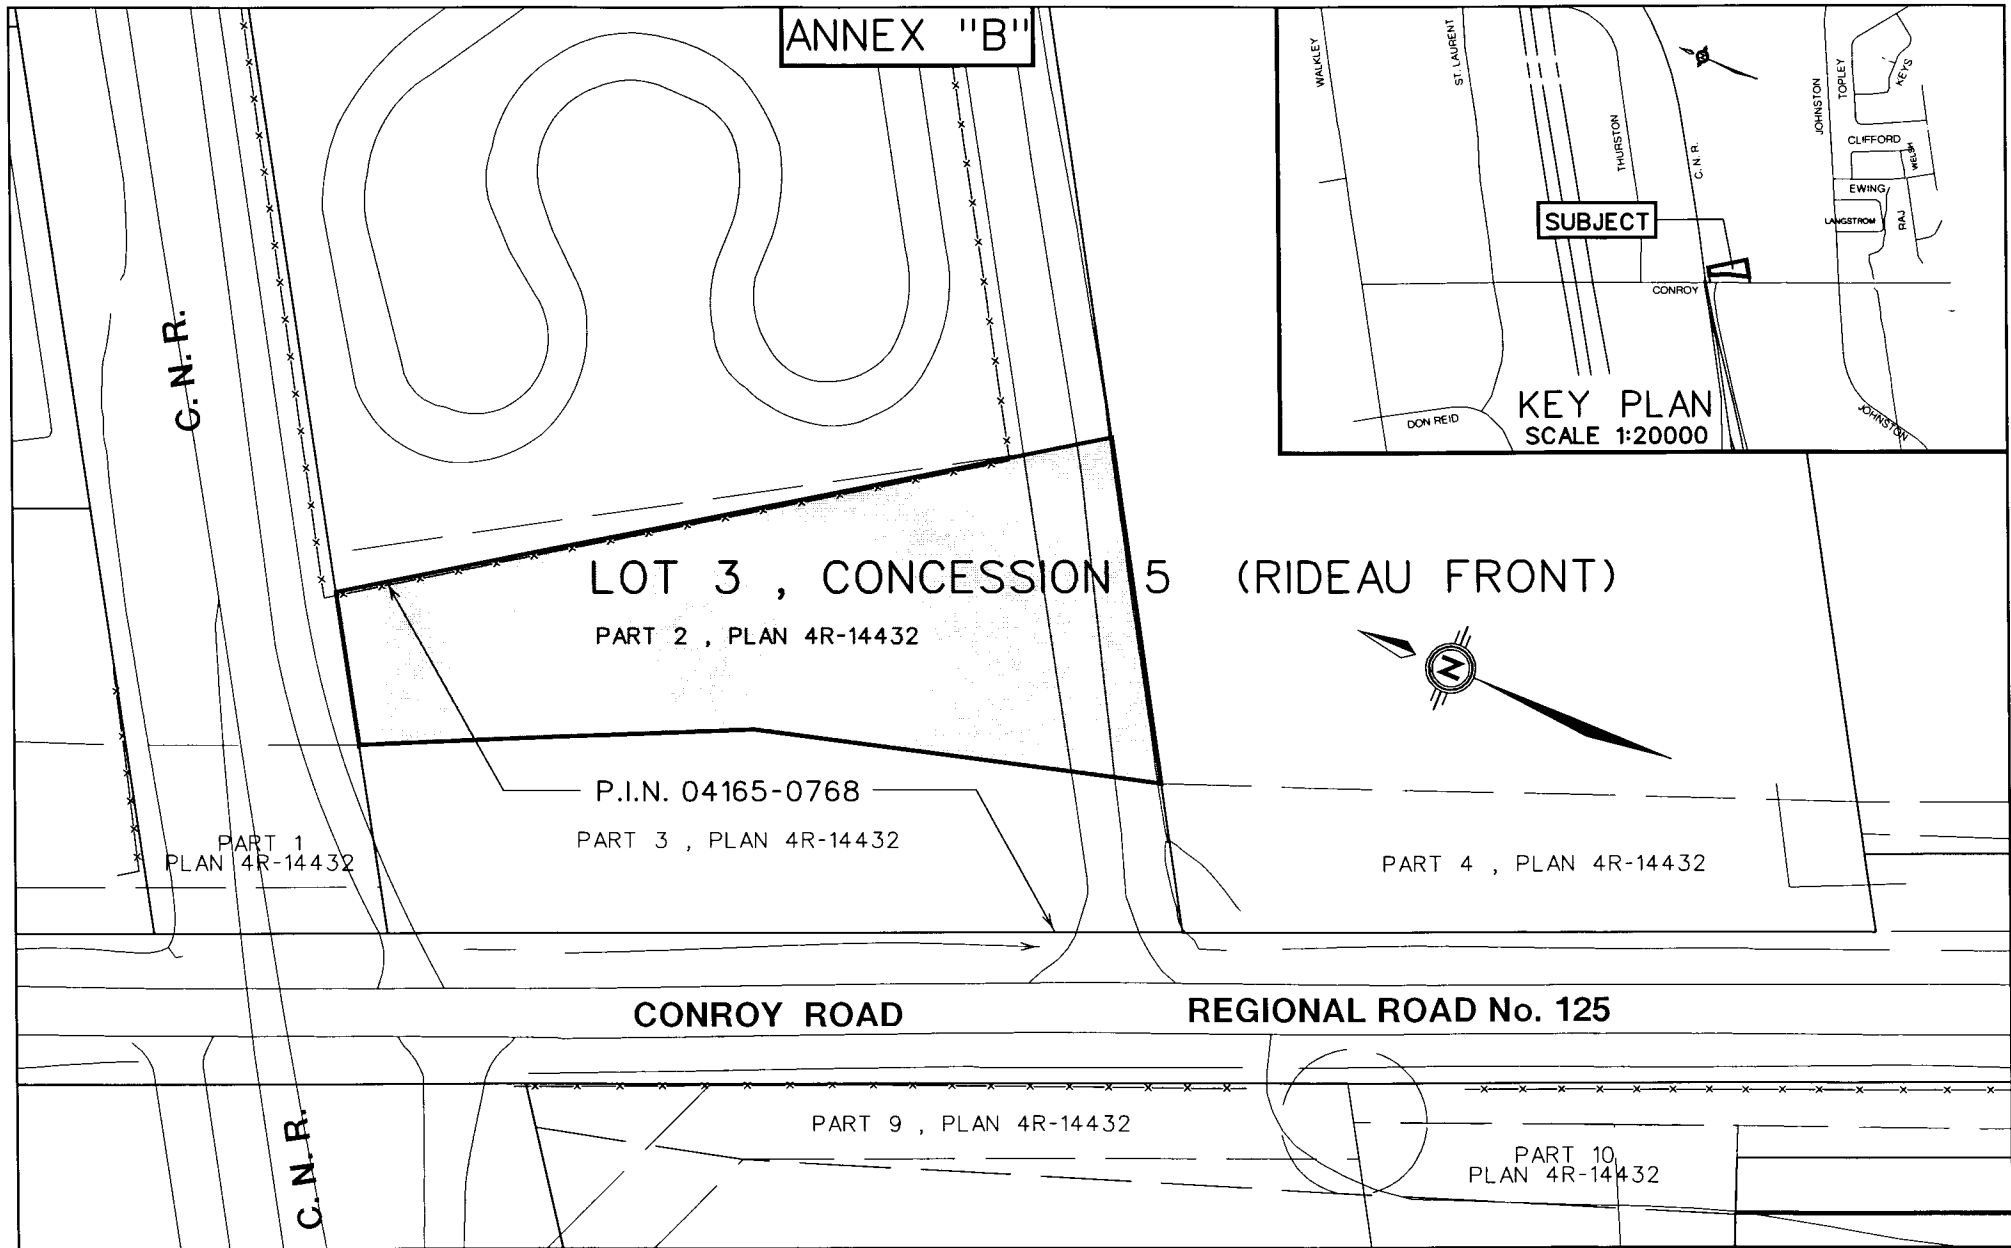 ANNEX "B"
WALKLEY
ST. LAURENT
THURSTON
C. N. R.
JOHNSTON
TOPLEY
KEYS
CLIFFORD
WELSH
EWING
LANGSTROM
RAJ
SUBJECT
CONROY
DON REID
KEY PLAN
SCALE 1:20000
JOHNSTON
C. N. R.
LOT 3 , CONCESSION 5 (RIDEAU FRONT)
PART 2 , PLAN 4R-14432
N
P.I.N. 04165-0768
PART 1
PLAN 4R-14432
PART 3 , PLAN 4R-14432
PART 4 , PLAN 4R-14432
CONROY ROAD
REGIONAL ROAD No. 125
C. N. R.
PART 9 , PLAN 4R-14432
PART 10
PLAN 4R-14432